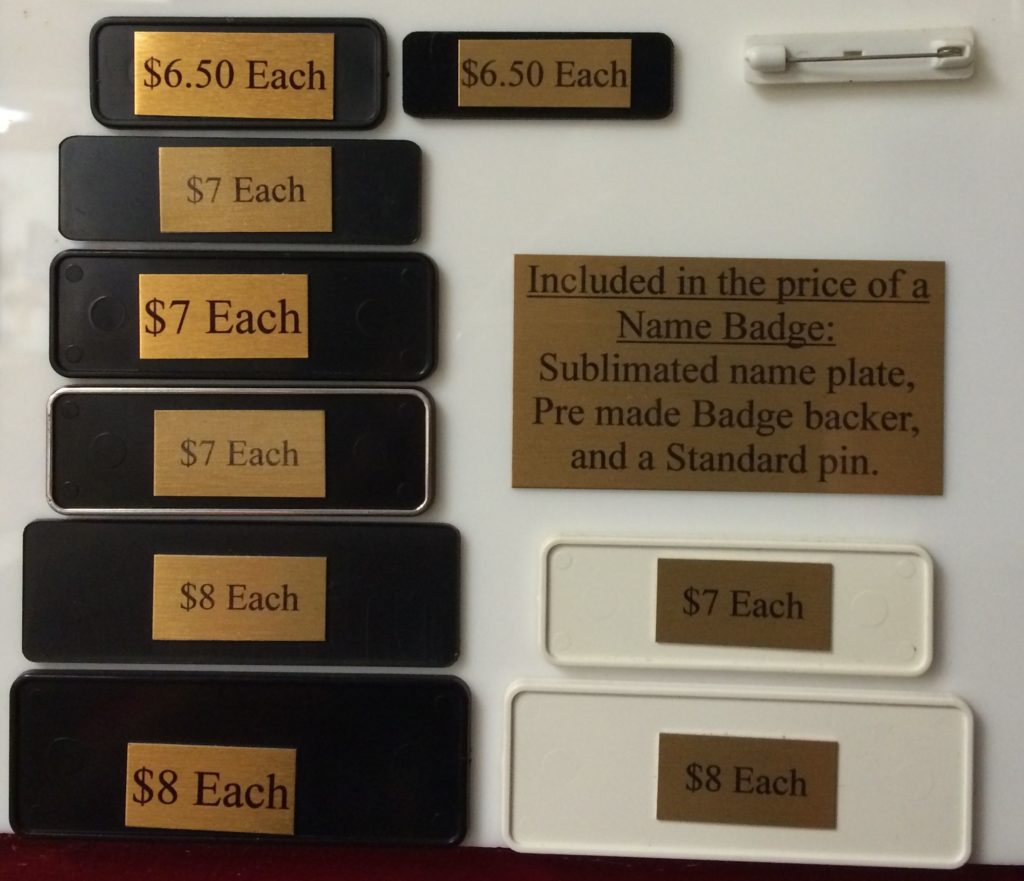 $6.50 Each
$6.50 Each
$7 Each
$7 Each
$7 Each
$8 Each
$8 Each
Included in the price of a
Name Badge:
Sublimated name plate,
Pre made Badge backer,
and a Standard pin.
$7 Each
$8 Each